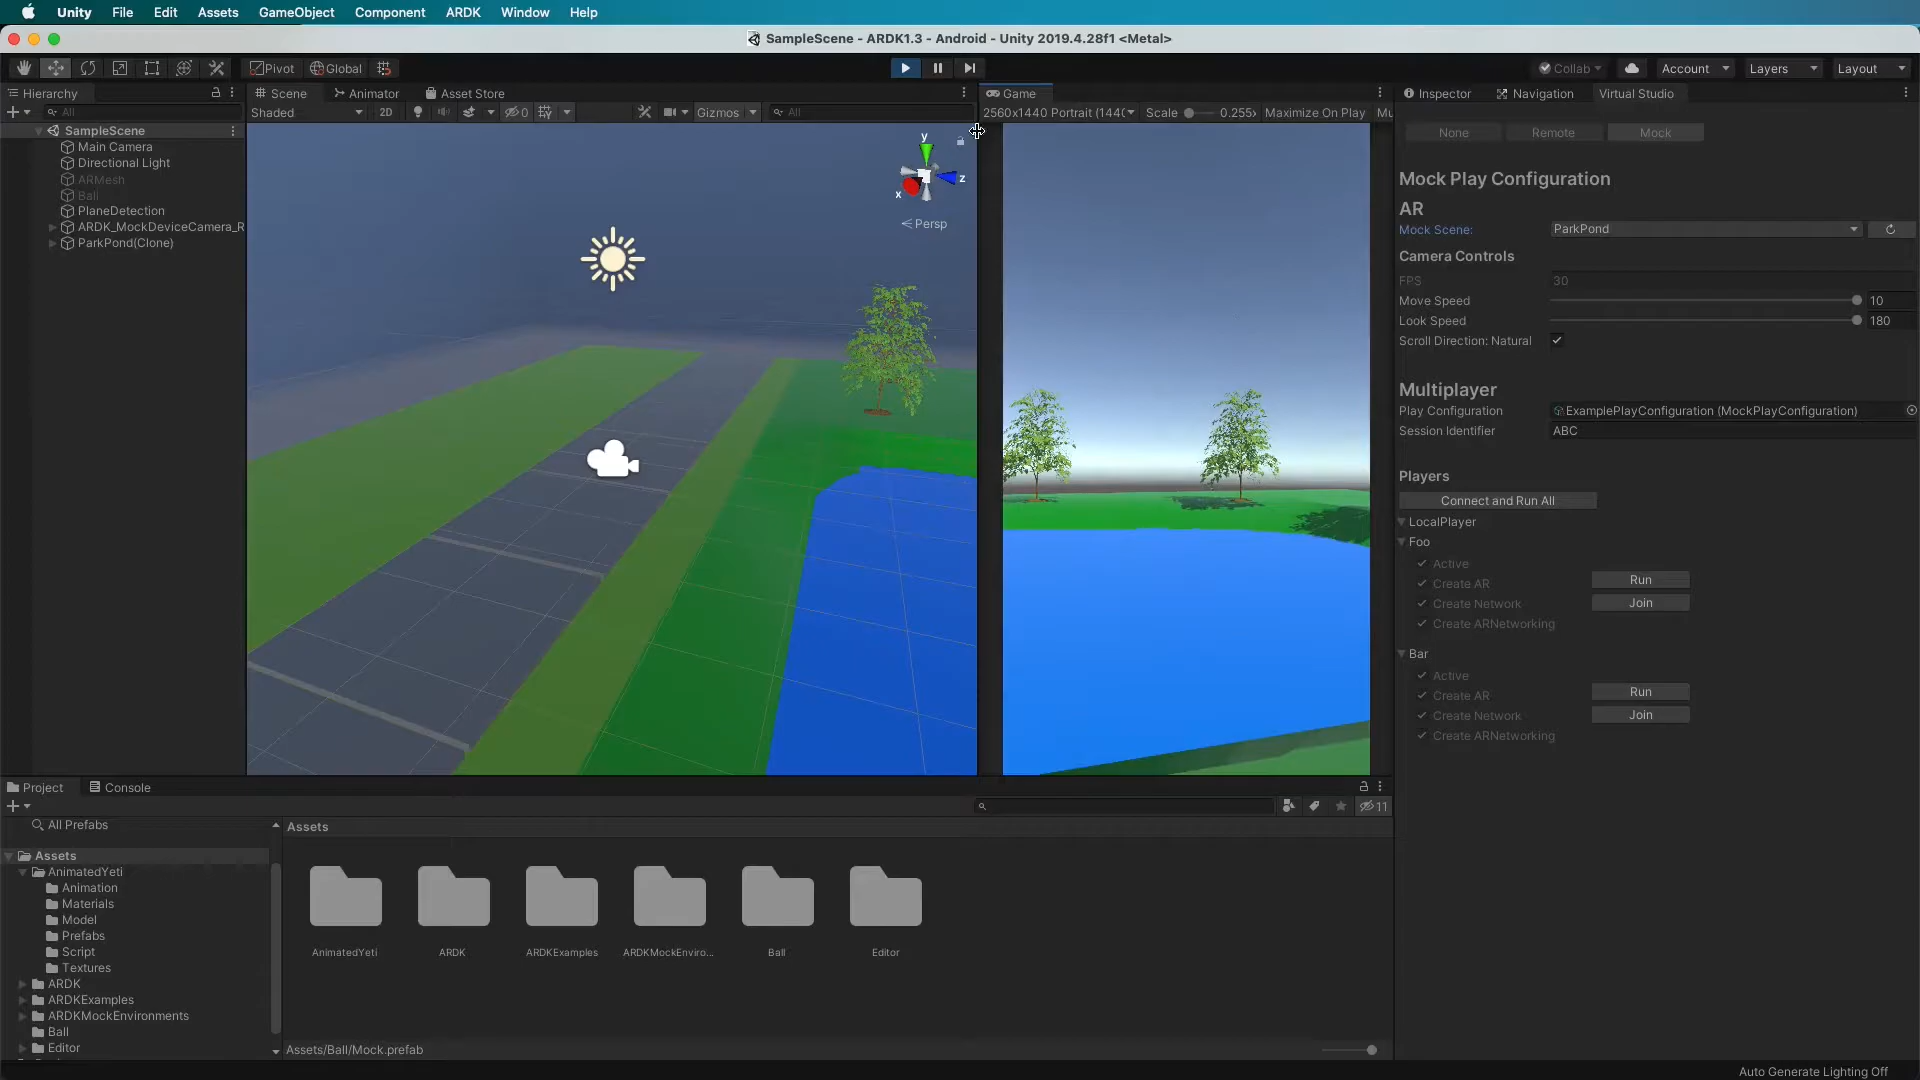 Unity File Edit Assets GameObject Component ARDK Window Help
SampleScene - ARDK1.3 - Android - Unity 2019.4.28f1 <Metal>
Pivot Global Collab Account Layers Layout
Hierarchy
All
SampleScene
Main Camera
Directional Light
ARMesh
Ball
PlaneDetection
ARDK_MockDeviceCamera_R
ParkPond(Clone)
Scene Animator Asset Store
Shaded 2D 0 Gizmos All
y
z
x
Persp
Game
2560x1440 Portrait (144( Scale 0.255x Maximize On Play Mu
Inspector Navigation Virtual Studio
None Remote Mock
Mock Play Configuration
AR
Mock Scene: ParkPond
Camera Controls
FPS 30
Move Speed 10
Look Speed 180
Scroll Direction: Natural
Multiplayer
Play Configuration ExamplePlayConfiguration (MockPlayConfiguration)
Session Identifier ABC
Players
Connect and Run All
LocalPlayer
Foo
Active
Create AR Run
Create Network Join
Create ARNetworking
Bar
Active
Create AR Run
Create Network Join
Create ARNetworking
Project Console
11
All Prefabs
Assets
AnimatedYeti
Animation
Materials
Model
Prefabs
Script
Textures
ARDK
ARDKExamples
ARDKMockEnvironments
Ball
Editor
Assets
AnimatedYeti ARDK ARDKExamples ARDKMockEnviro... Ball Editor
Assets/Ball/Mock.prefab
Auto Generate Lighting Off